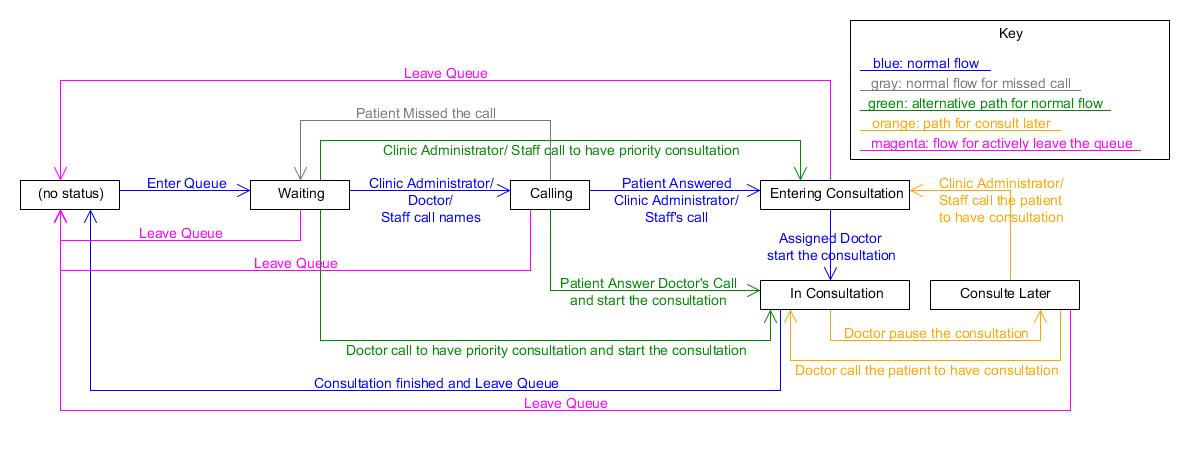 Key
blue: normal flow
gray: normal flow for missed call
green: alternative path for normal flow
orange: path for consult later
magenta: flow for actively leave the queue
Leave Queue
Patient Missed the call
Clinic Administrator/ Staff call to have priority consultation
(no status)
Enter Queue
Waiting
Clinic Administrator/
Doctor/
Staff call names
Calling
Patient Answered
Clinic Administrator/
Staff's call
Entering Consultation
Clinic Administrator/
Staff call the patient
to have consultation
Leave Queue
Leave Queue
Assigned Doctor
start the consultation
Patient Answer Doctor's Call
and start the consultation
In Consultation
Consulte Later
Doctor pause the consultation
Doctor call to have priority consultation and start the consultation
Doctor call the patient to have consultation
Consultation finished and Leave Queue
Leave Queue